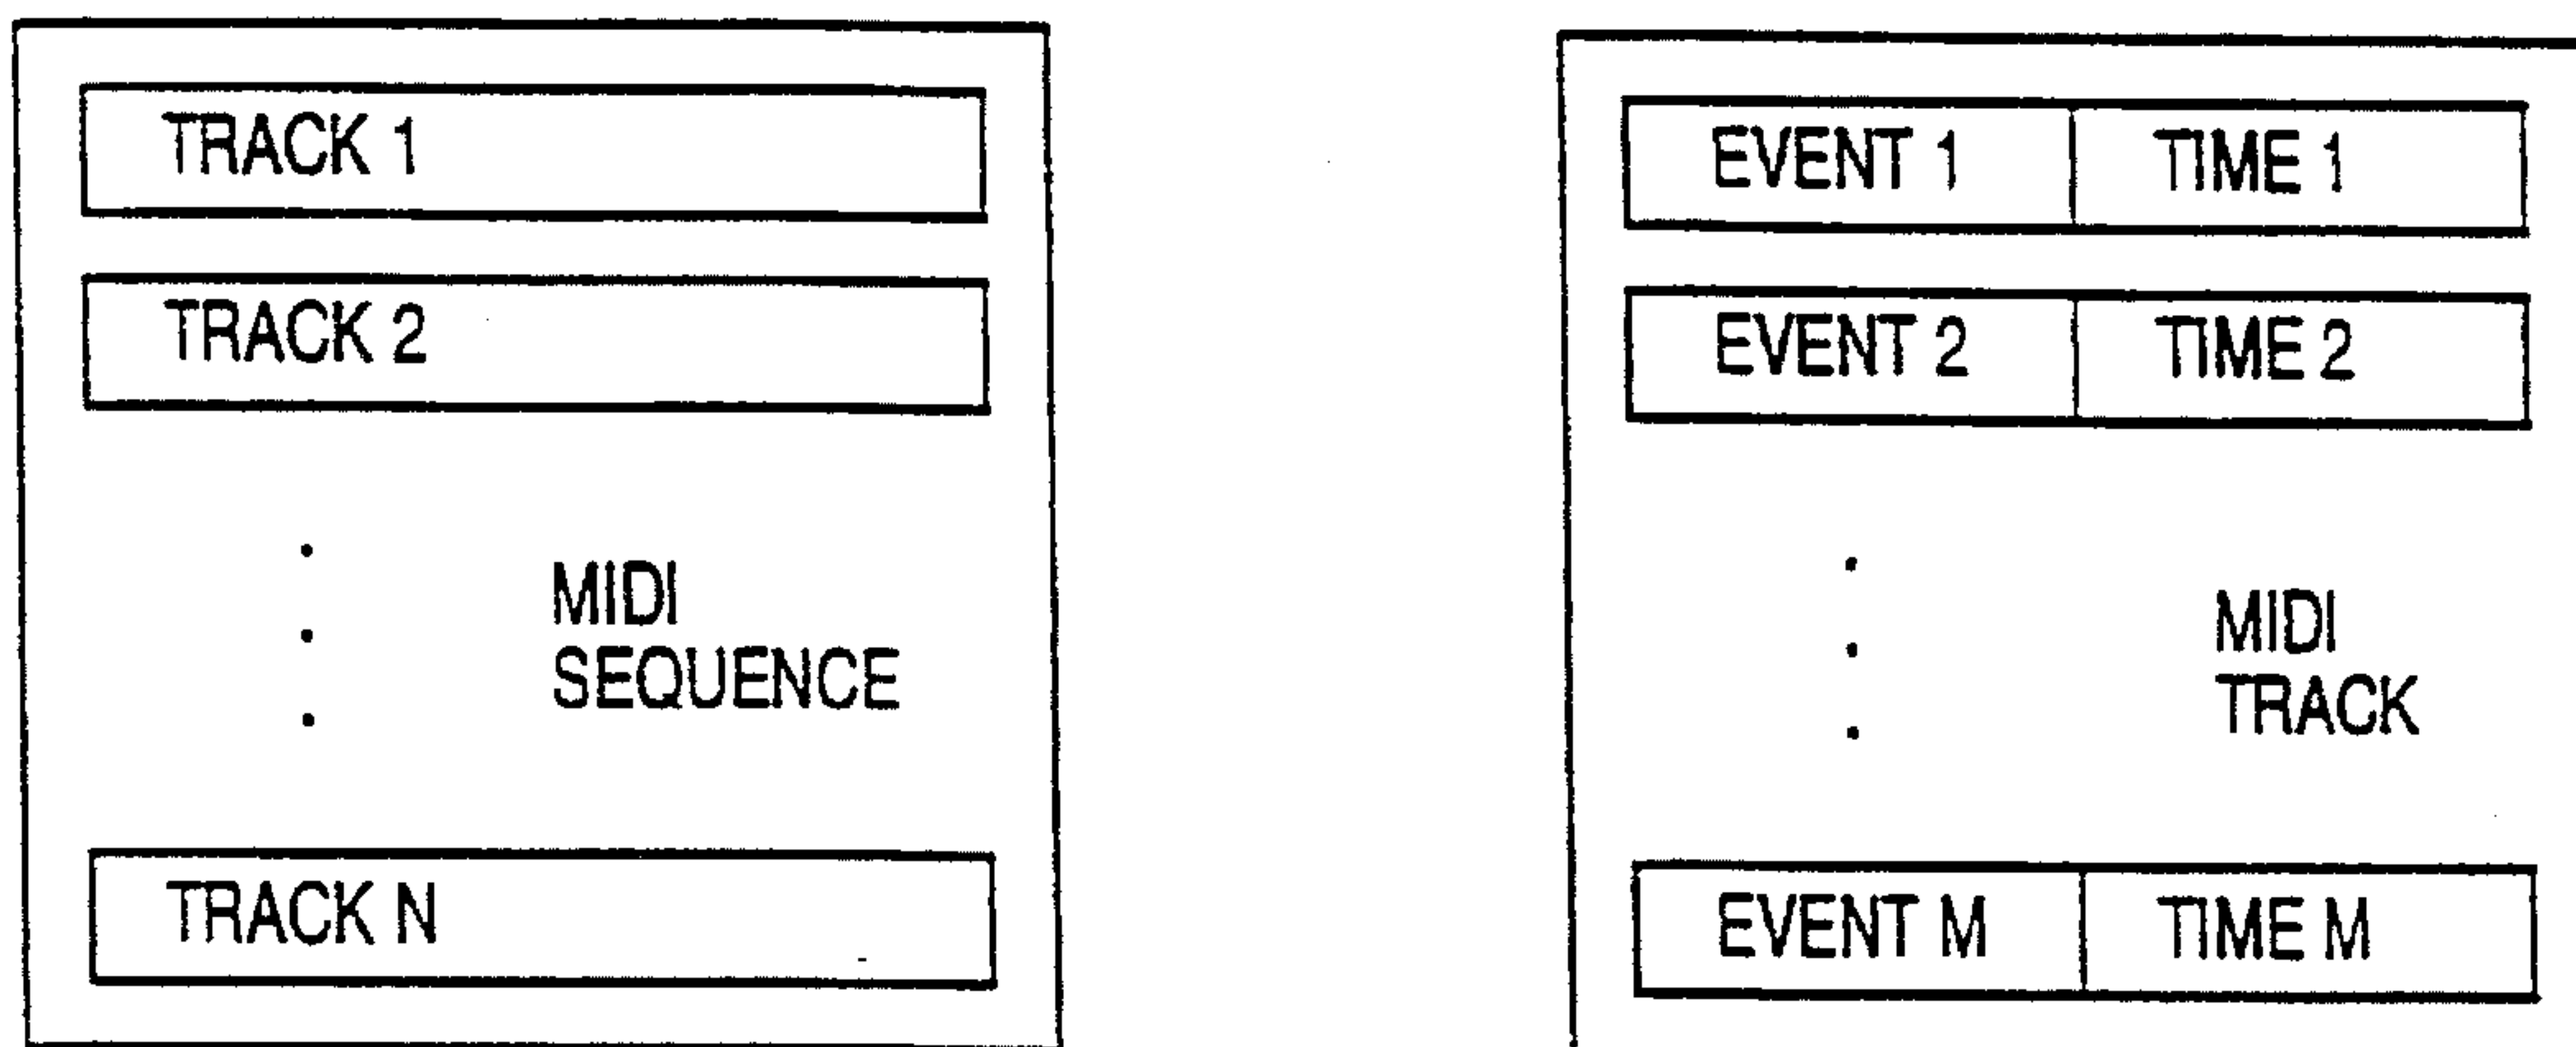 TRACK 1
TRACK 2
MIDI
SEQUENCE
TRACK N
EVENT 1 TIME 1
EVENT 2 TIME 2
MIDI
TRACK
EVENT M TIME M